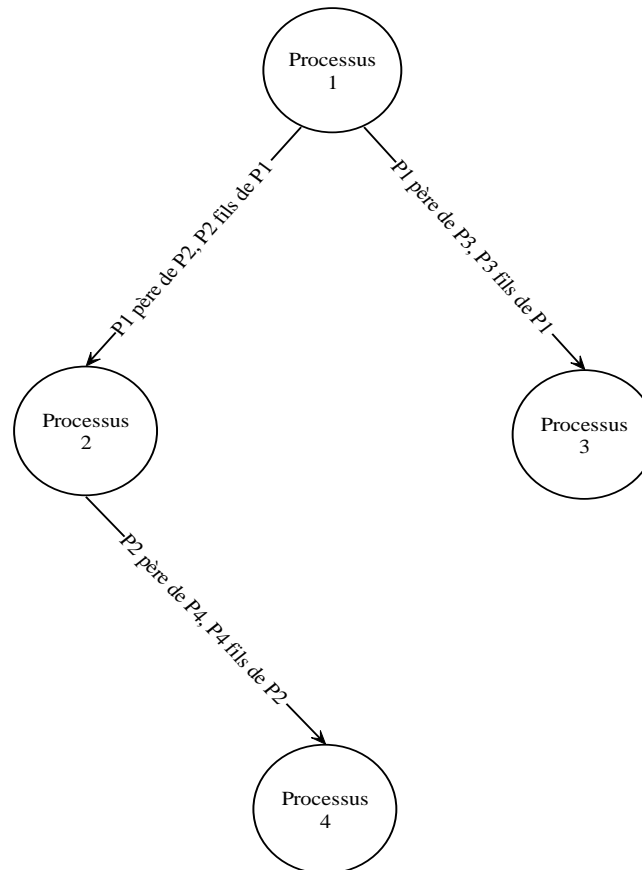 Processus
1
P1 père de P2, P2 fils de P1
P1 père de P3, P3 fils de P1
Processus
2
Processus
3
P2 père de P4, P4 fils de P2
Processus
4